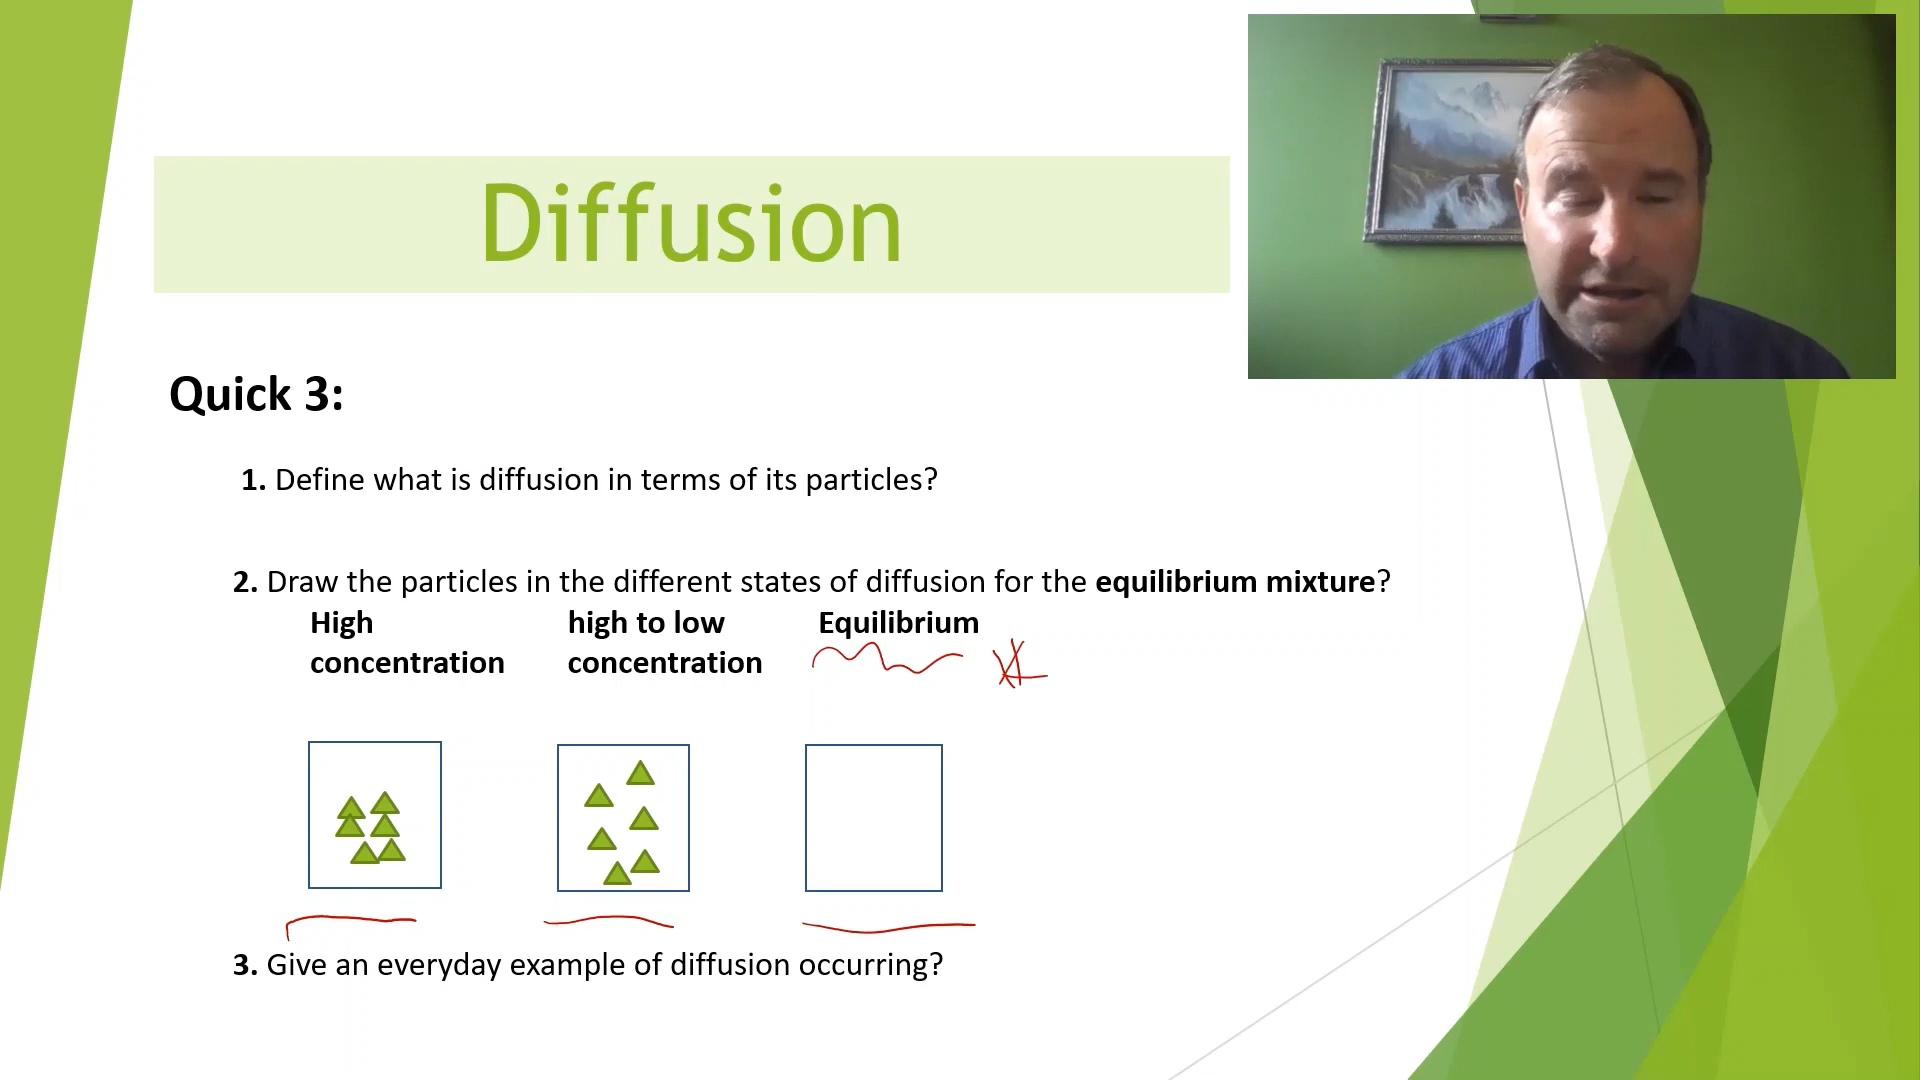 Diffusion
Quick 3:
1. Define what is diffusion in terms of its particles?
2. Draw the particles in the different states of diffusion for the equilibrium mixture?
High high to low Equilibrium
concentration concentration
3. Give an everyday example of diffusion occurring?